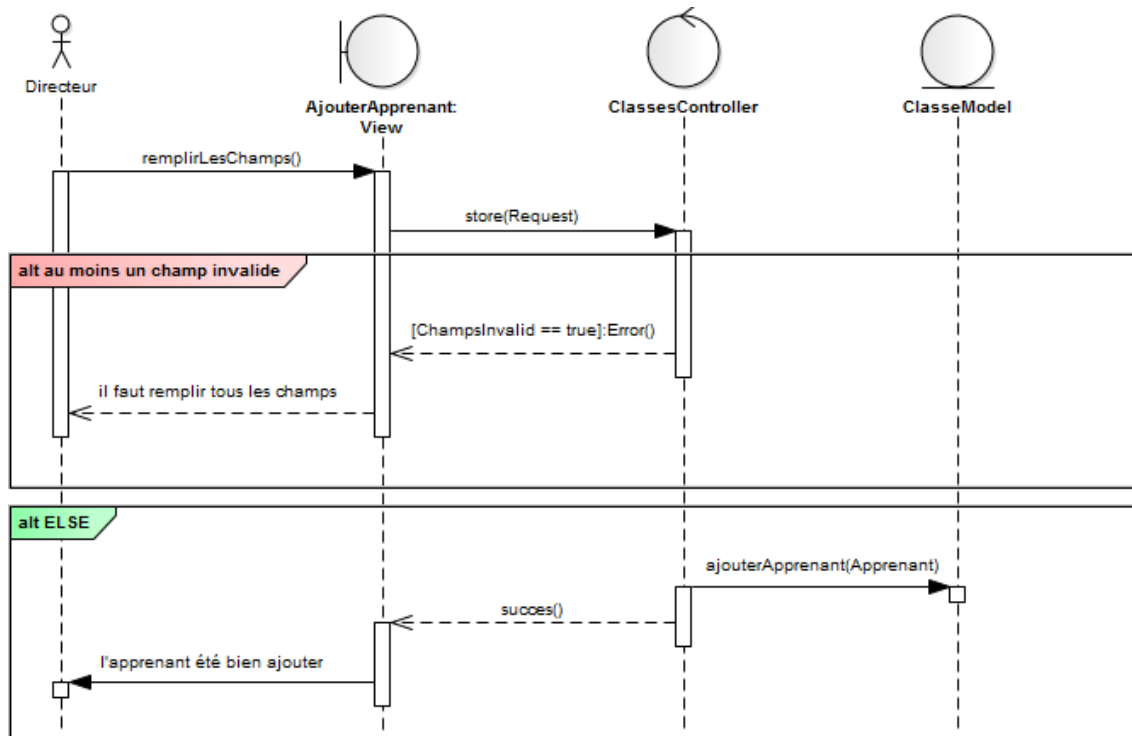 Directeur
AjouterApprenant:
View
ClassesController
ClasseModel
remplirLesChamps()
store(Request)
alt au moins un champ invalide
[ChampsInvalid == true]:Error()
il faut remplir tous les champs
alt ELSE
ajouterApprenant(Apprenant)
succes()
l'apprenant été bien ajouter